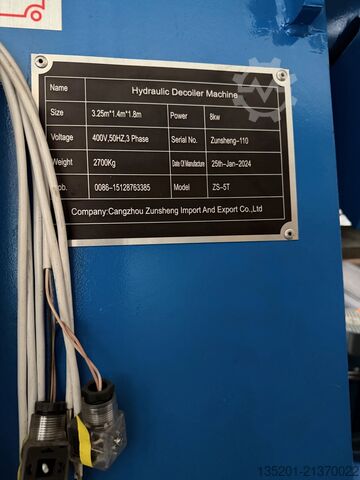 Name Hydraulic Decoiler Machine
Size 3.25m*1.4m*1.8m Power 8kw
Voltage 400V,50HZ,3 Phase Serial No. Zunsheng-110
Weight 2700Kg Date Of Manufacture 25th-Jan-2024
ob. 0086-15128763385 Model ZS-5T
Company:Cangzhou Zunsheng Import And Export Co.,Ltd
135201-21370022